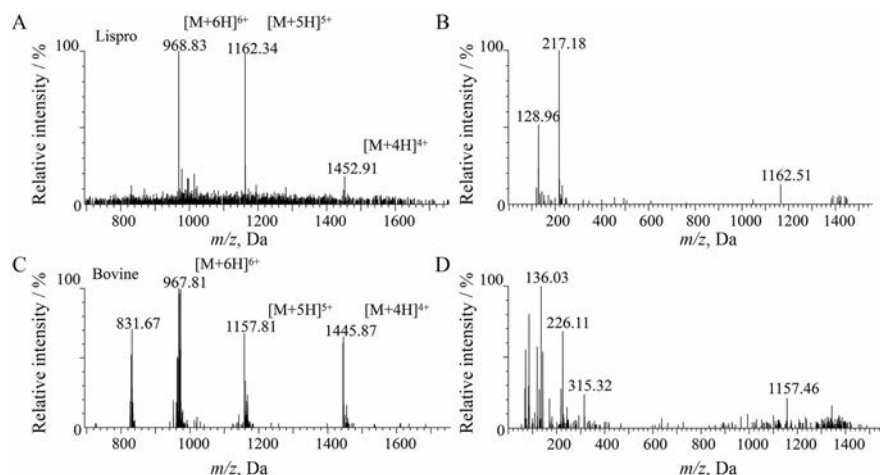 A
Lispro
[M+6H]6+ [M+5H]5+
968.83 1162.34
[M+4H]4+
1452.91
100
0
Relative intensity / %
800 1000 1200 1400 1600
m/z, Da
B
217.18
128.96
1162.51
100
0
Relative intensity / %
200 400 600 800 1000 1200 1400
m/z, Da
C
Bovine
[M+6H]6+
967.81
[M+5H]5+ [M+4H]4+
831.67 1157.81 1445.87
100
0
Relative intensity / %
800 1000 1200 1400 1600
m/z, Da
D
136.03
226.11
315.32
1157.46
100
0
Relative intensity / %
200 400 600 800 1000 1200 1400
m/z, Da